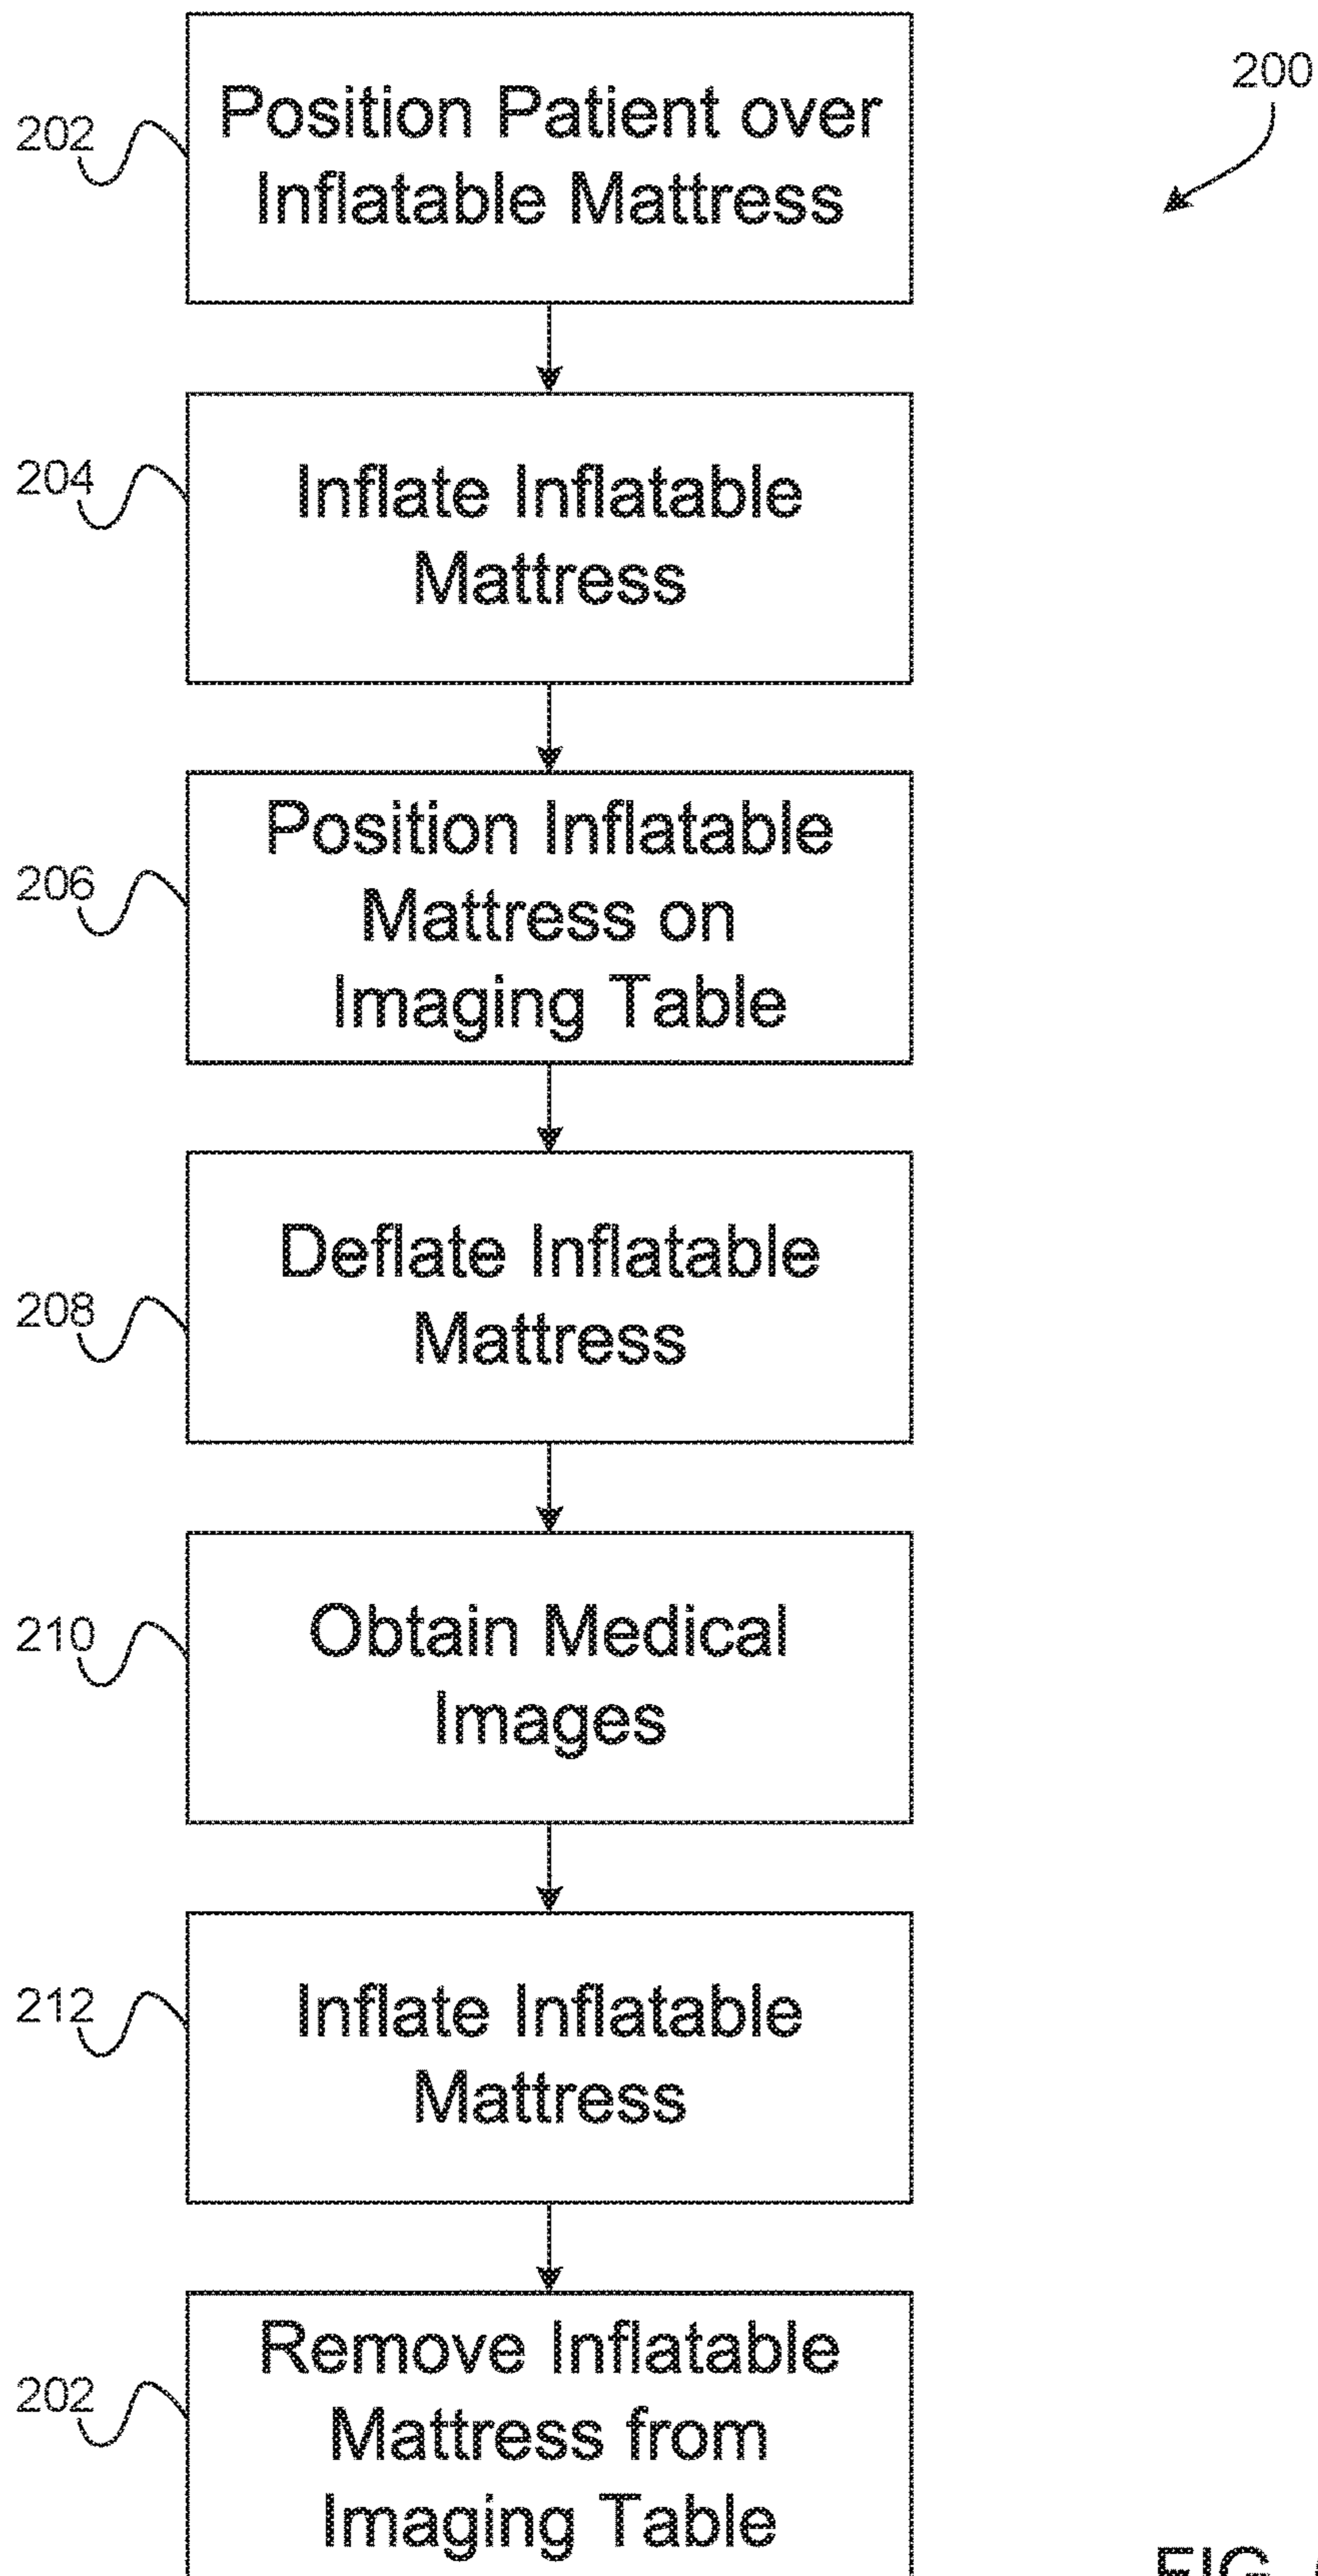 200
202
Position Patient over
Inflatable Mattress
204
Inflate Inflatable
Mattress
206
Position Inflatable
Mattress on
Imaging Table
208
Deflate Inflatable
Mattress
210
Obtain Medical
Images
212
Inflate Inflatable
Mattress
202
Remove Inflatable
Mattress from
Imaging Table
FIG.